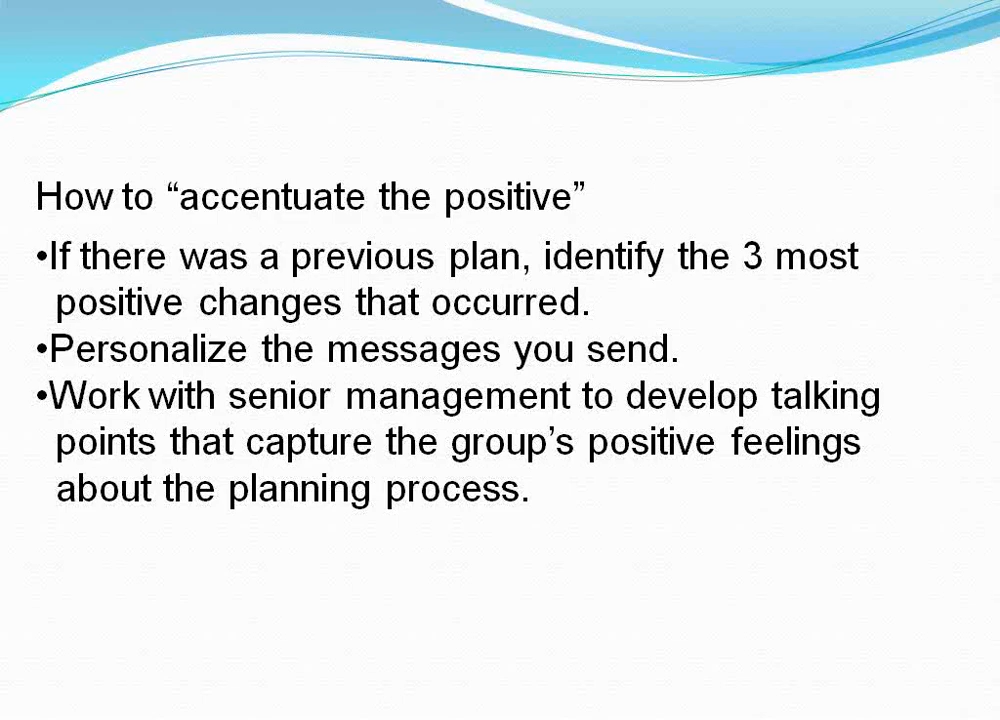 How to “accentuate the positive”
•If there was a previous plan, identify the 3 most
positive changes that occurred.
•Personalize the messages you send.
•Work with senior management to develop talking
points that capture the group’s positive feelings
about the planning process.